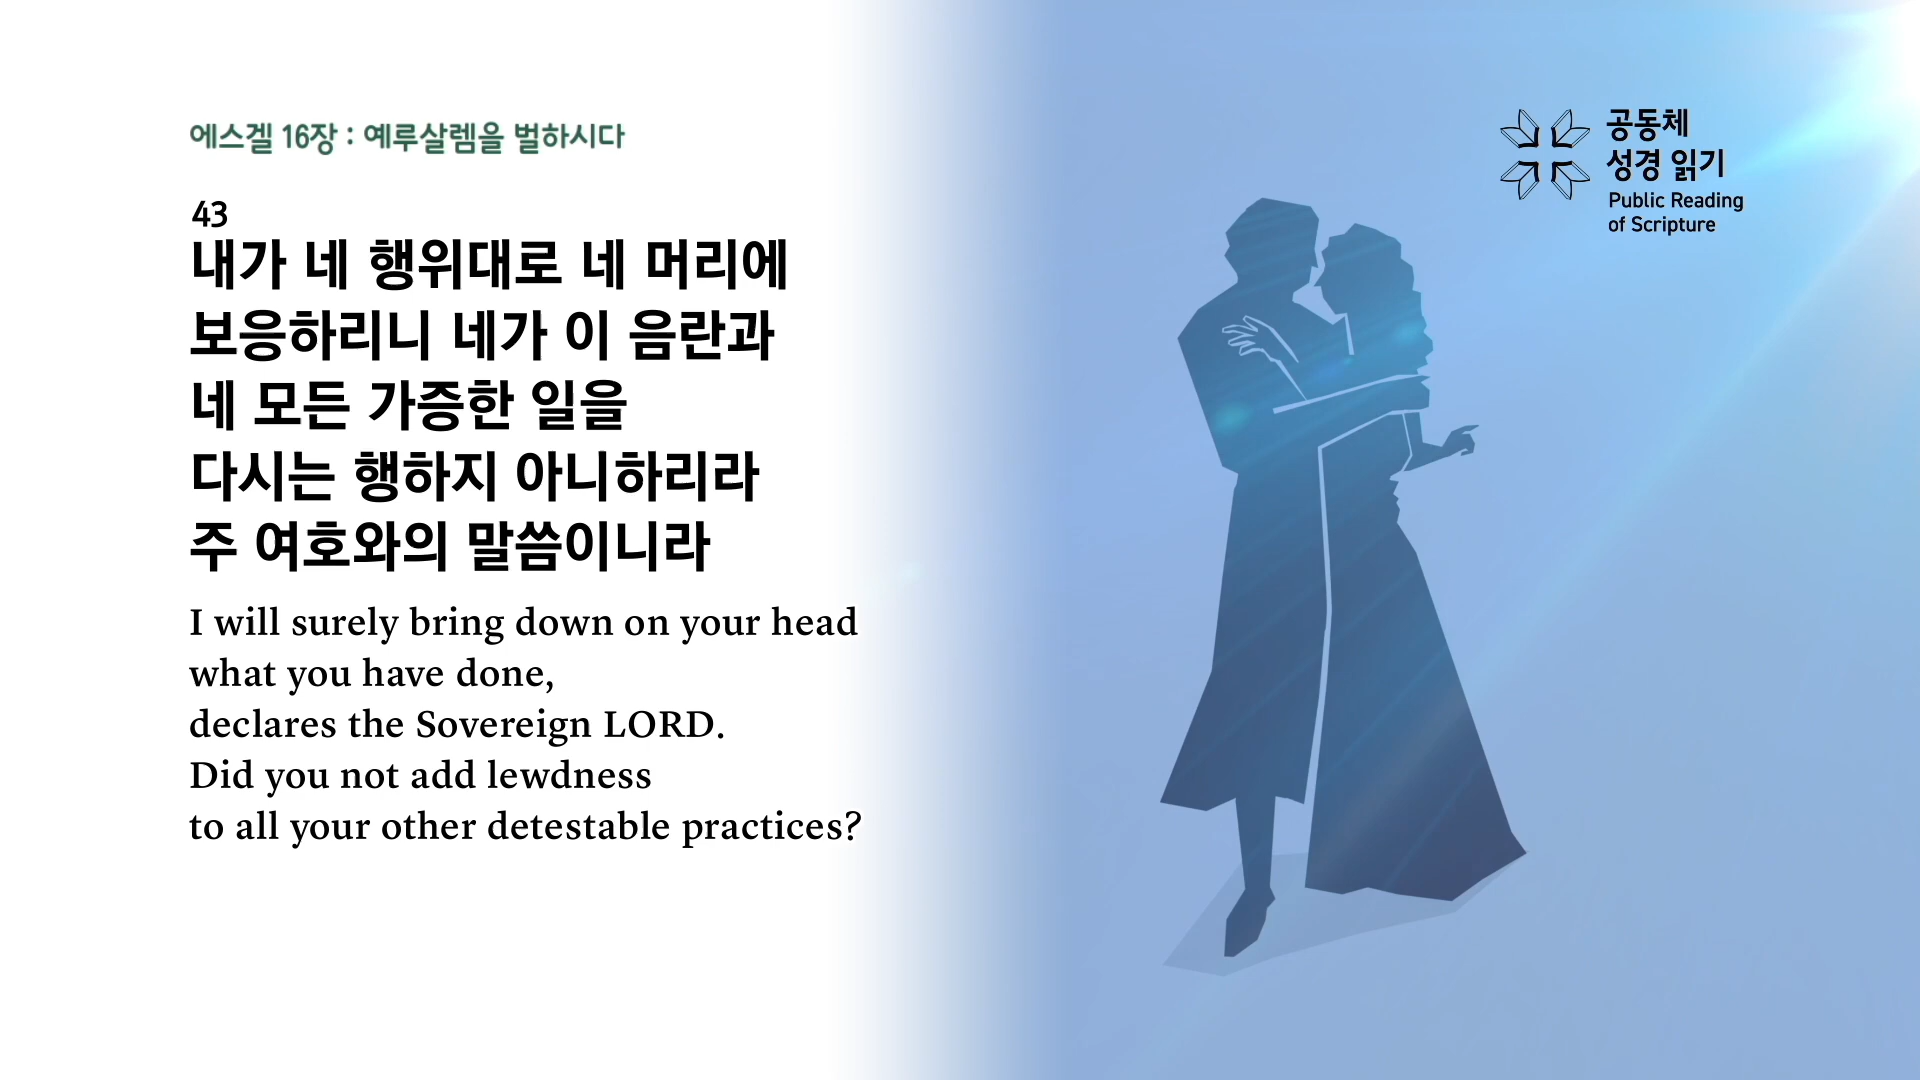 에스겔 16장 : 예루살렘을 벌하시다
43
내가 네 행위대로 네 머리에
보응하리니 네가 이 음란과
네 모든 가증한 일을
다시는 행하지 아니하리라
주 여호와의 말씀이니라
I will surely bring down on your head
what you have done,
declares the Sovereign LORD.
Did you not add lewdness
to all your other detestable practices?
공동체
성경 읽기
Public Reading
of Scripture